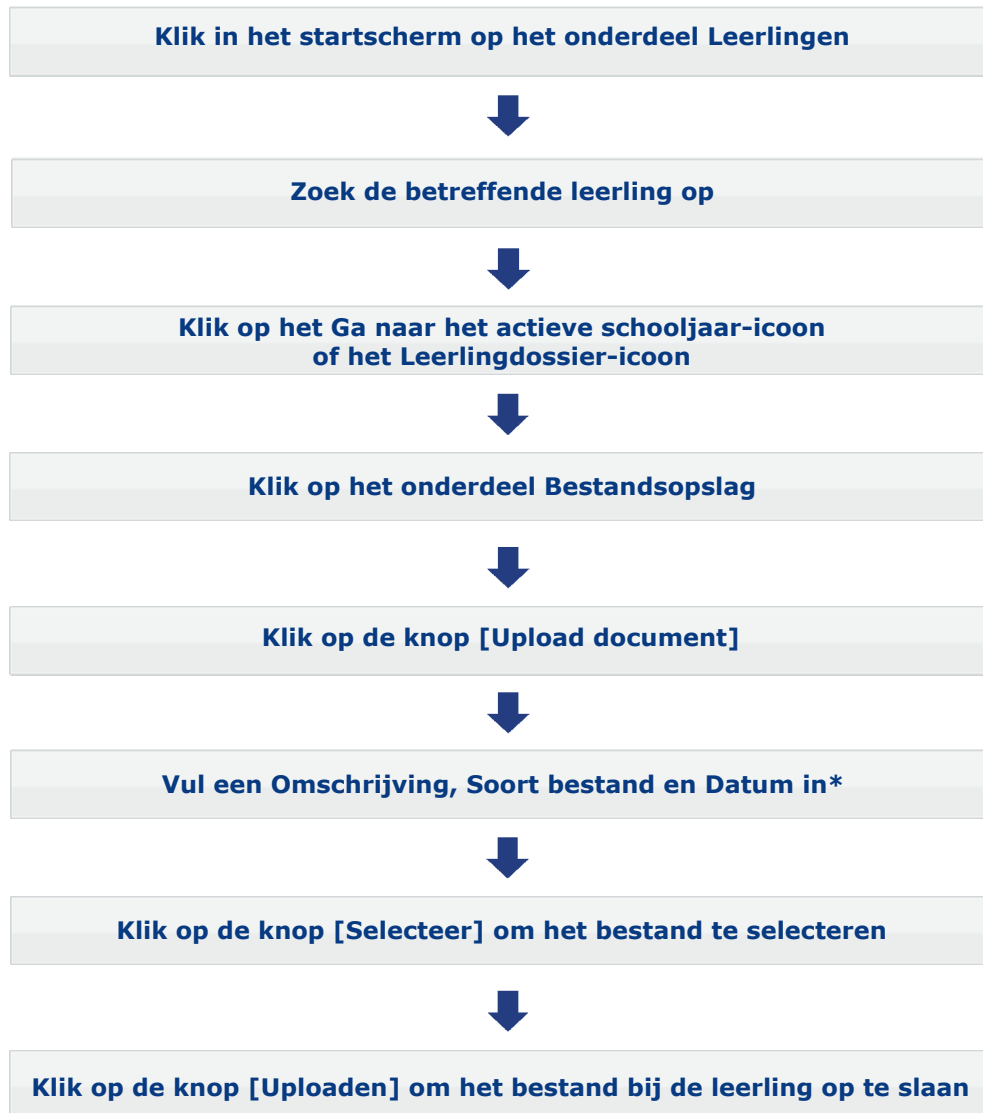 Klik in het startscherm op het onderdeel Leerlingen
Zoek de betreffende leerling op
Klik op het Ga naar het actieve schooljaar-icoon
of het Leerlingdossier-icoon
Klik op het onderdeel Bestandsopslag
Klik op de knop [Upload document]
Vul een Omschrijving, Soort bestand en Datum in*
Klik op de knop [Selecteer] om het bestand te selecteren
Klik op de knop [Uploaden] om het bestand bij de leerling op te slaan